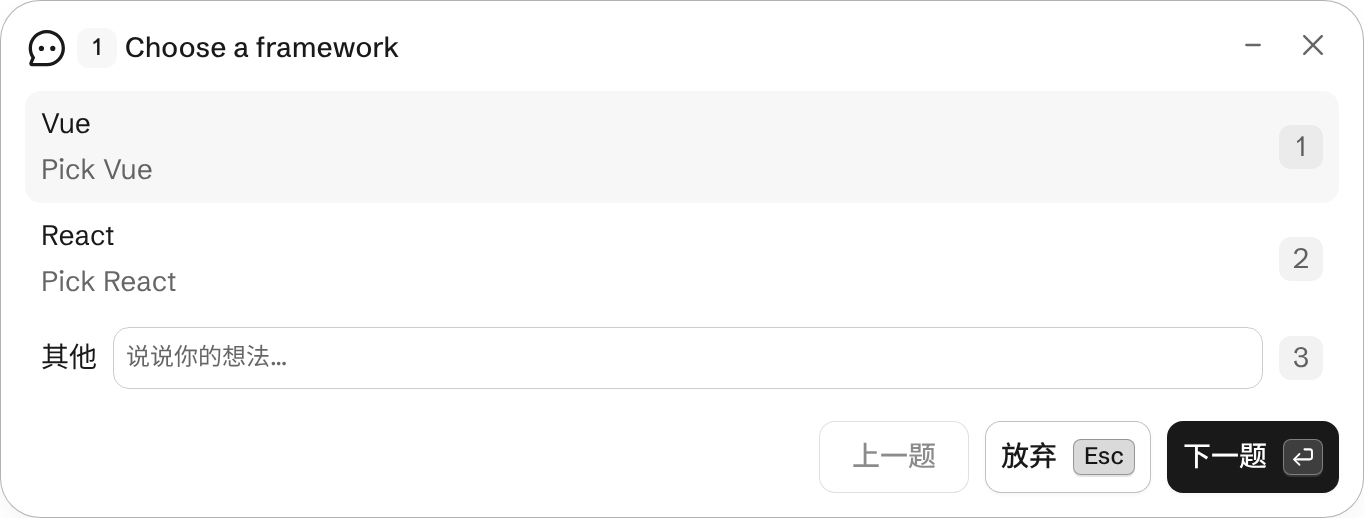 1 Choose a framework
Vue
Pick Vue
1
React
Pick React
2
其他 说说你的想法... 3
上一题 放弃 Esc 下一题